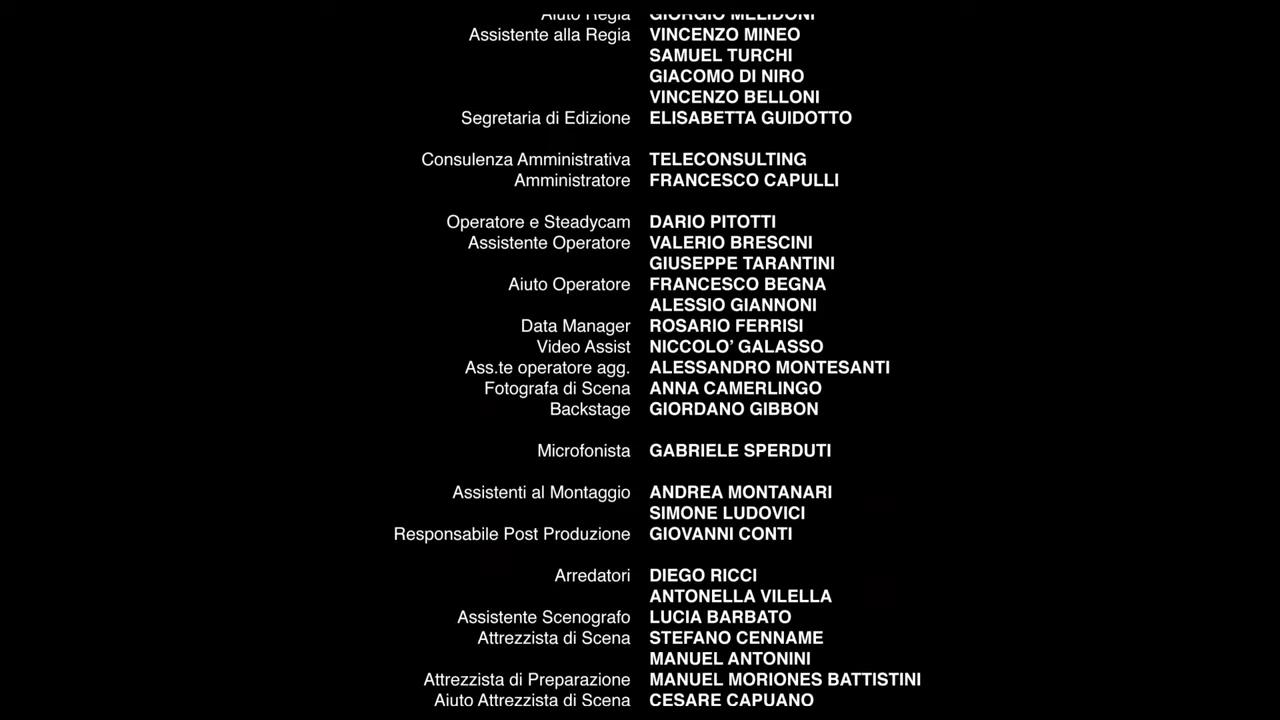 Aiuto Regia GIORGIO MELIDONI
Assistente alla Regia VINCENZO MINEO
SAMUEL TURCHI
GIACOMO DI NIRO
VINCENZO BELLONI
Segretaria di Edizione ELISABETTA GUIDOTTO
Consulenza Amministrativa TELECONSULTING
Amministratore FRANCESCO CAPULLI
Operatore e Steadycam DARIO PITOTTI
Assistente Operatore VALERIO BRESCINI
GIUSEPPE TARANTINI
Aiuto Operatore FRANCESCO BEGNA
ALESSIO GIANNONI
Data Manager ROSARIO FERRISI
Video Assist NICCOLO’ GALASSO
Ass.te operatore agg. ALESSANDRO MONTESANTI
Fotografa di Scena ANNA CAMERLINGO
Backstage GIORDANO GIBBON
Microfonista GABRIELE SPERDUTI
Assistenti al Montaggio ANDREA MONTANARI
SIMONE LUDOVICI
Responsabile Post Produzione GIOVANNI CONTI
Arredatori DIEGO RICCI
ANTONELLA VILELLA
Assistente Scenografo LUCIA BARBATO
Attrezzista di Scena STEFANO CENNAME
MANUEL ANTONINI
Attrezzista di Preparazione MANUEL MORIONES BATTISTINI
Aiuto Attrezzista di Scena CESARE CAPUANO